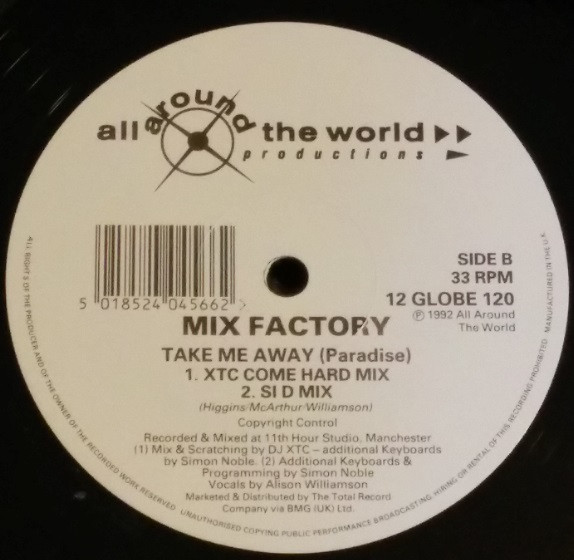 all around the world
productions
5 018524 045662 >
SIDE B
33 RPM
12 GLOBE 120
℗ 1992 All Around
The World
MIX FACTORY
TAKE ME AWAY (Paradise)
1. XTC COME HARD MIX
2. SI D MIX
(Higgins/McArthur/Williamson)
Copyright Control
Recorded & Mixed at 11th Hour Studio, Manchester
(1) Mix & Scratching by DJ XTC – additional Keyboards
by Simon Noble. (2) Additional Keyboards &
Programming by Simon Noble
Vocals by Alison Williamson
Marketed & Distributed by The Total Record
Company via BMG (UK) Ltd.
ALL RIGHTS OF THE PRODUCER AND OF THE OWNER OF THE RECORDED WORK RESERVED. UNAUTHORISED COPYING PUBLIC PERFORMANCE BROADCASTING HIRING OR RENTAL OF THIS RECORDING PROHIBITED. MANUFACTURED IN THE U.K.